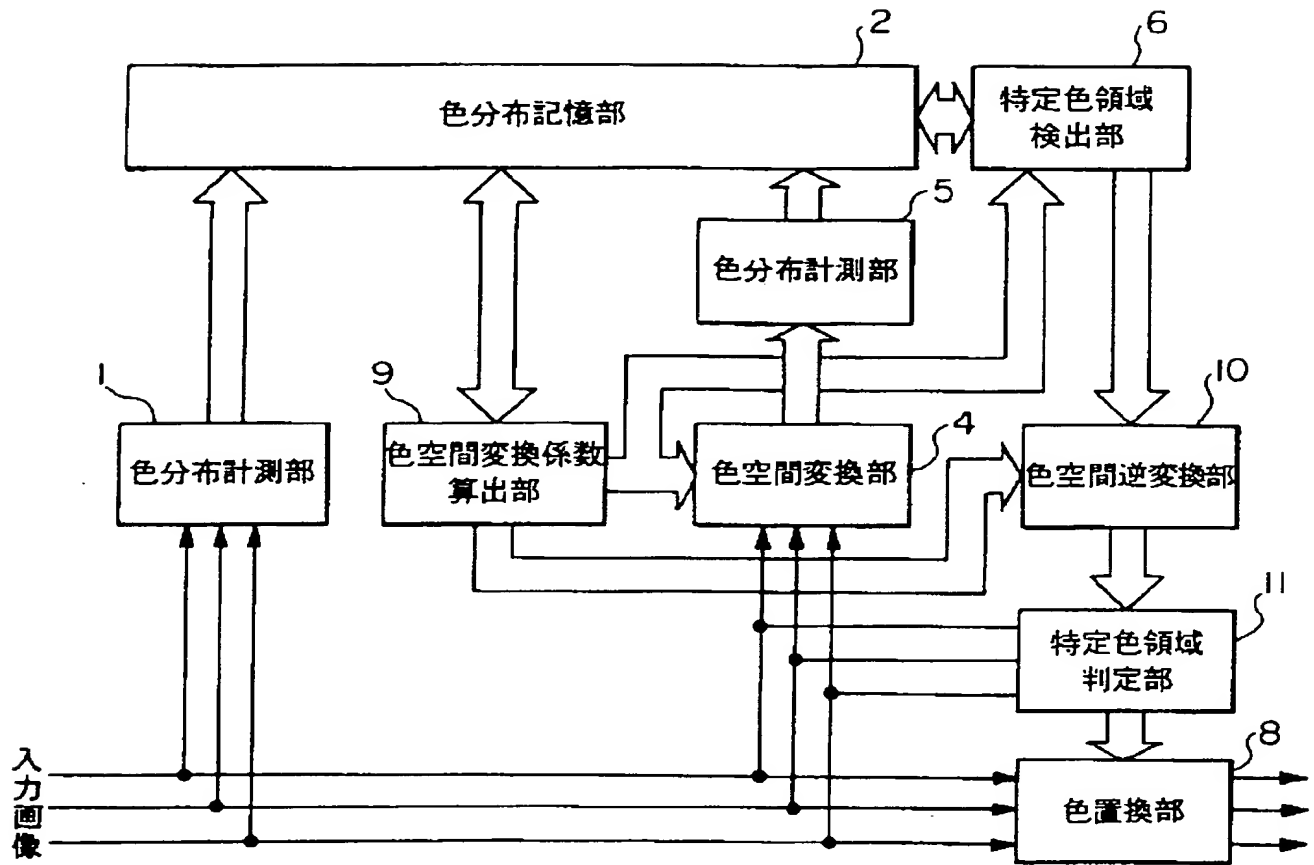 2
色分布記憶部
6
特定色領域
検出部
5
色分布計測部
1
色分布計測部
9
色空間変換係数
算出部
4
色空間変換部
10
色空間逆変換部
11
特定色領域
判定部
8
色置換部
入力画像